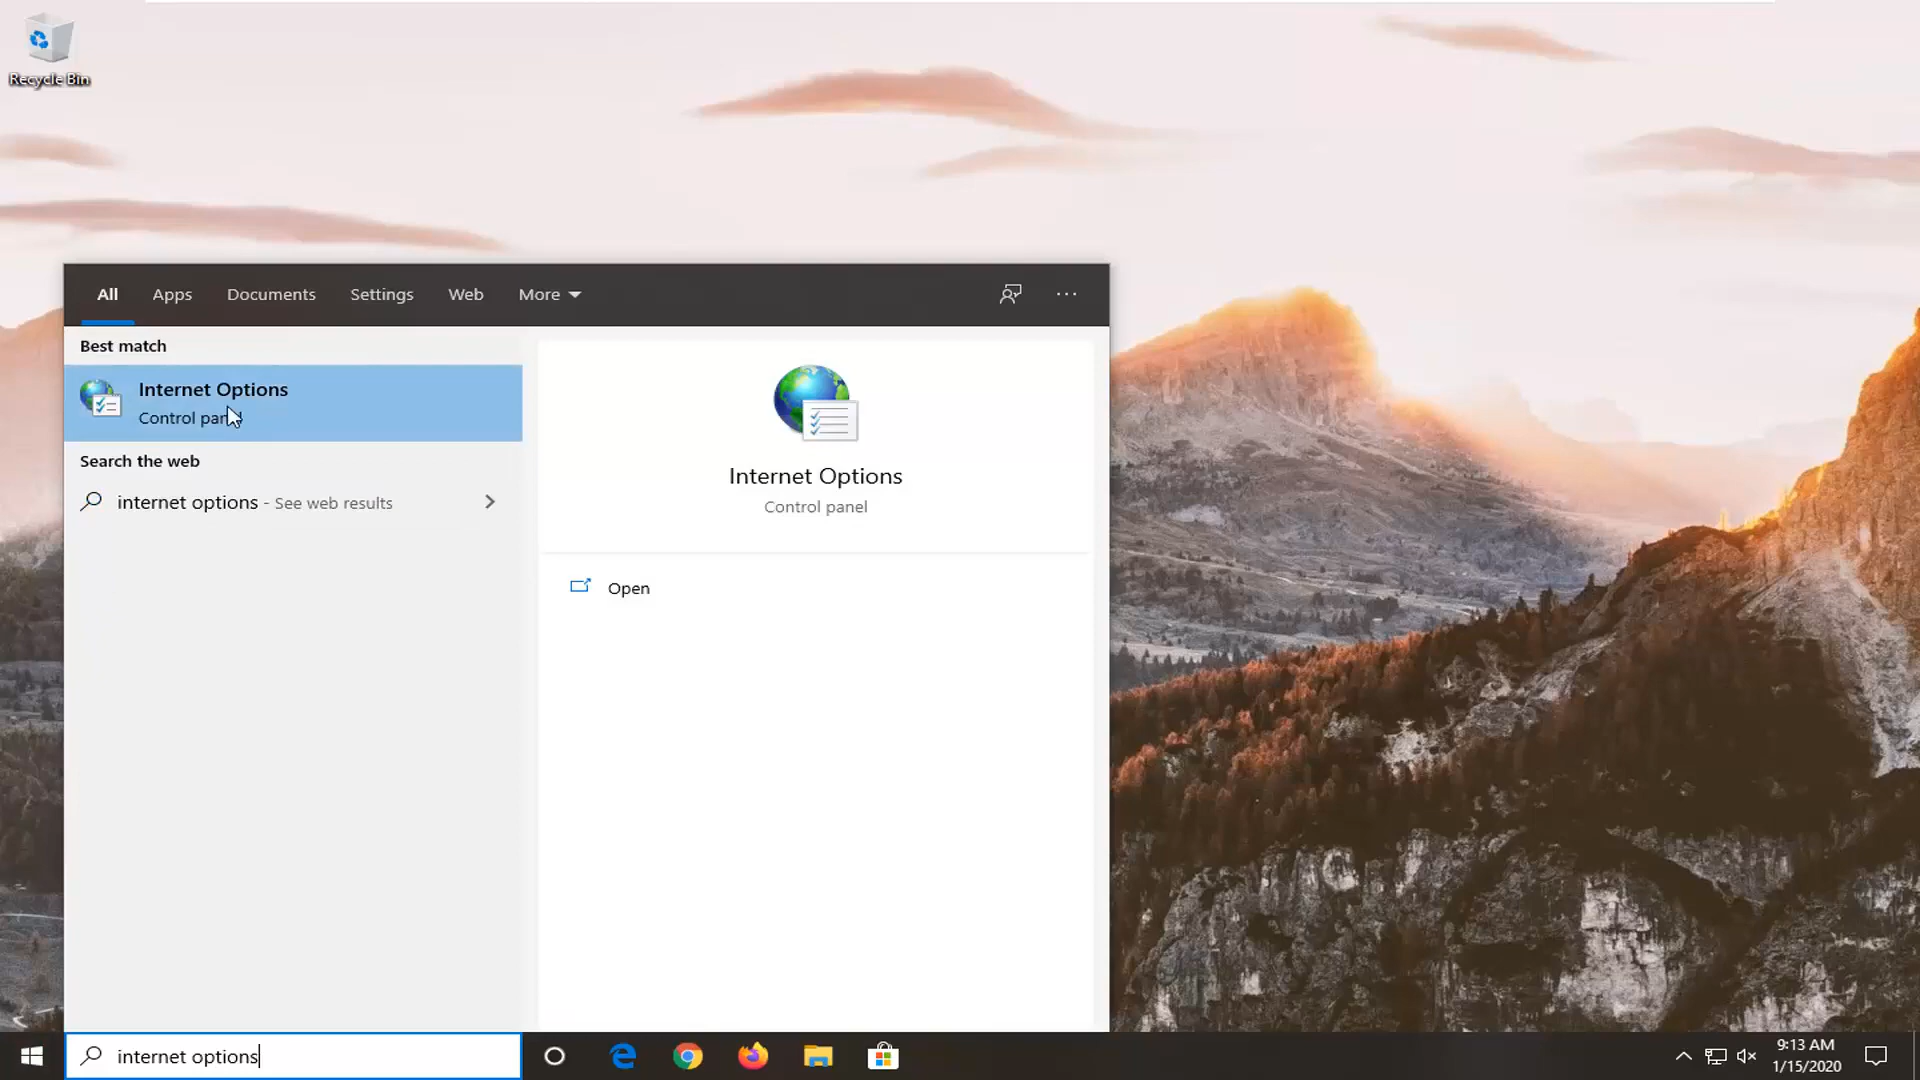 Recycle Bin
All Apps Documents Settings Web More
Best match
Internet Options
Control panel
Search the web
internet options - See web results
Internet Options
Control panel
Open
internet options
9:13 AM
1/15/2020